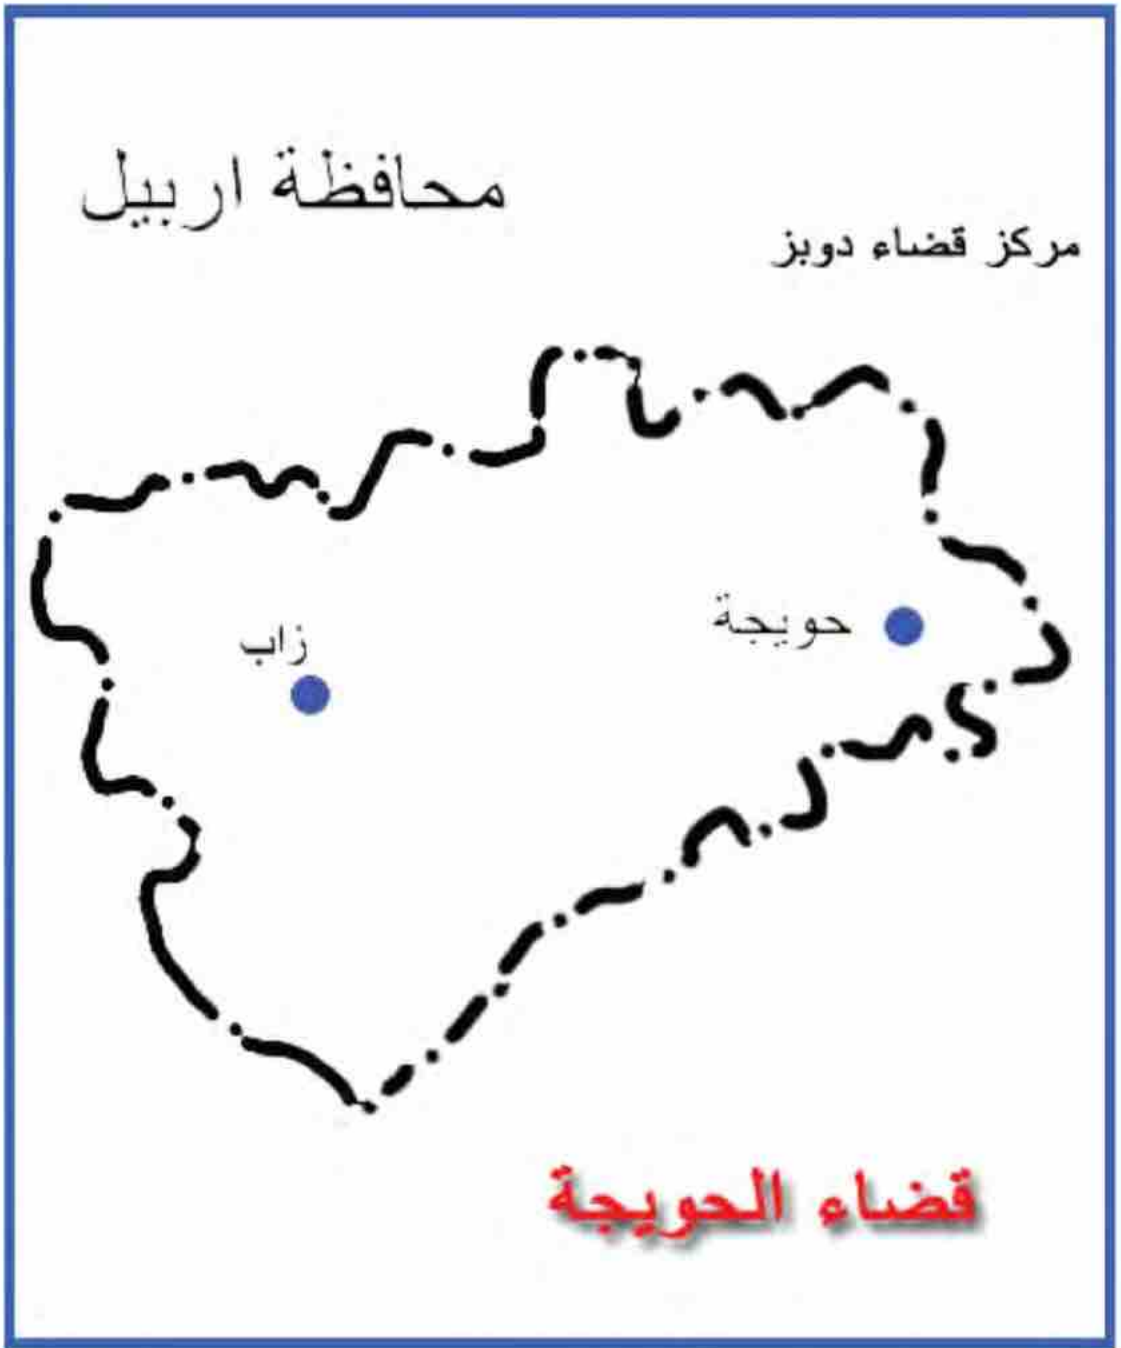 محافظة اربيل
مركز قضاء دوبز
حويجة
زاب
قضاء الحويجة